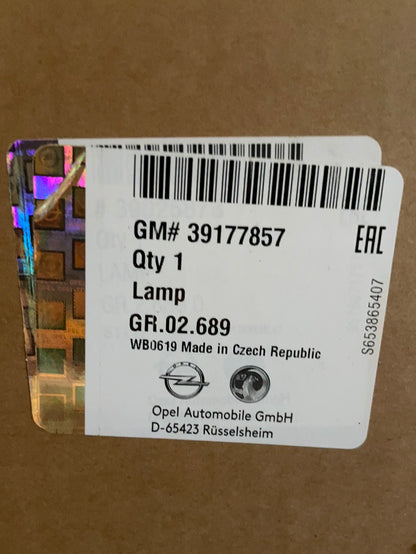 GM# 39177857
EAC
Qty 1
Lamp
GR.02.689
WB0619 Made in Czech Republic
Opel Automobile GmbH
D-65423 Rüsselsheim
S653865407